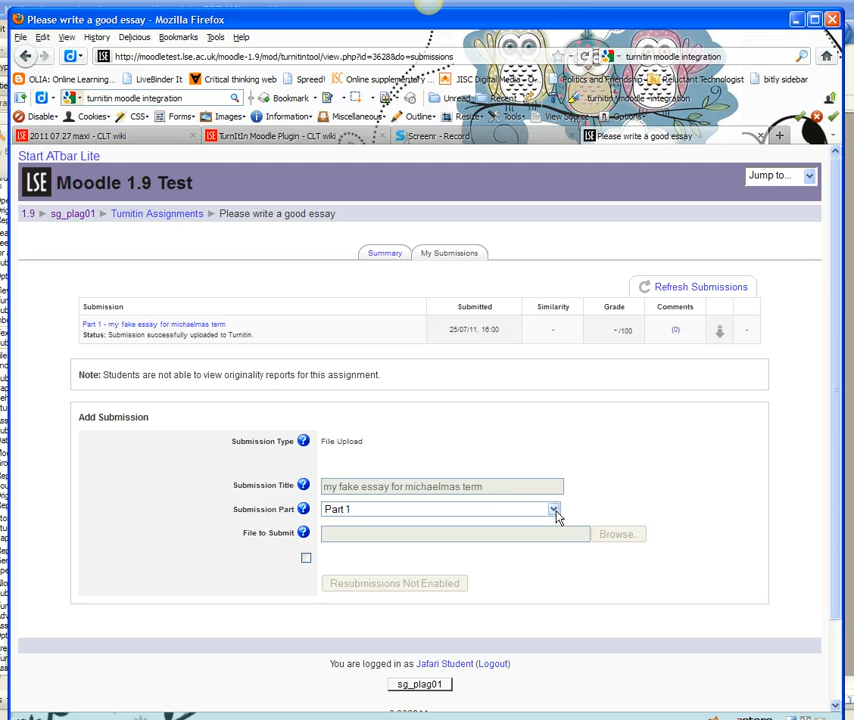 Please write a good essay - Mozilla Firefox
File Edit View History Delicious Bookmarks Tools Help
http://moodletest.lse.ac.uk/moodle-1.9/mod/turnitintool/view.php?id=3628&do=submissions
turnitin moodle integration
OLIA: Online Learning... LiveBinder It Critical thinking web Spreed! Online supplementary... JISC Digital Media - O... Politics and Friendship Reluctant Technologist bitly sidebar
turnitin moodle integration Bookmark Unread Recent turnitin moodle integration
Disable Cookies CSS Forms Images Information Miscellaneous Outline Resize Tools View Source Options
2011 07 27 maxi - CLT wiki TurnItIn Moodle Plugin - CLT wiki Screenr - Record Please write a good essay
Start ATbar Lite
LSE Moodle 1.9 Test
Jump to...
1.9 ► sg_plag01 ► Turnitin Assignments ► Please write a good essay
Summary My Submissions
Refresh Submissions
Submission Submitted Similarity Grade Comments
Part 1 - my fake essay for michaelmas term 25/07/11, 16:00 - -/100 (0) -
Status: Submission successfully uploaded to Turnitin.
Note: Students are not able to view originality reports for this assignment.
Add Submission
Submission Type ? File Upload
Submission Title ? my fake essay for michaelmas term
Submission Part ? Part 1
File to Submit ? Browse..
Resubmissions Not Enabled
You are logged in as Jafari Student (Logout)
sg_plag01
zotero